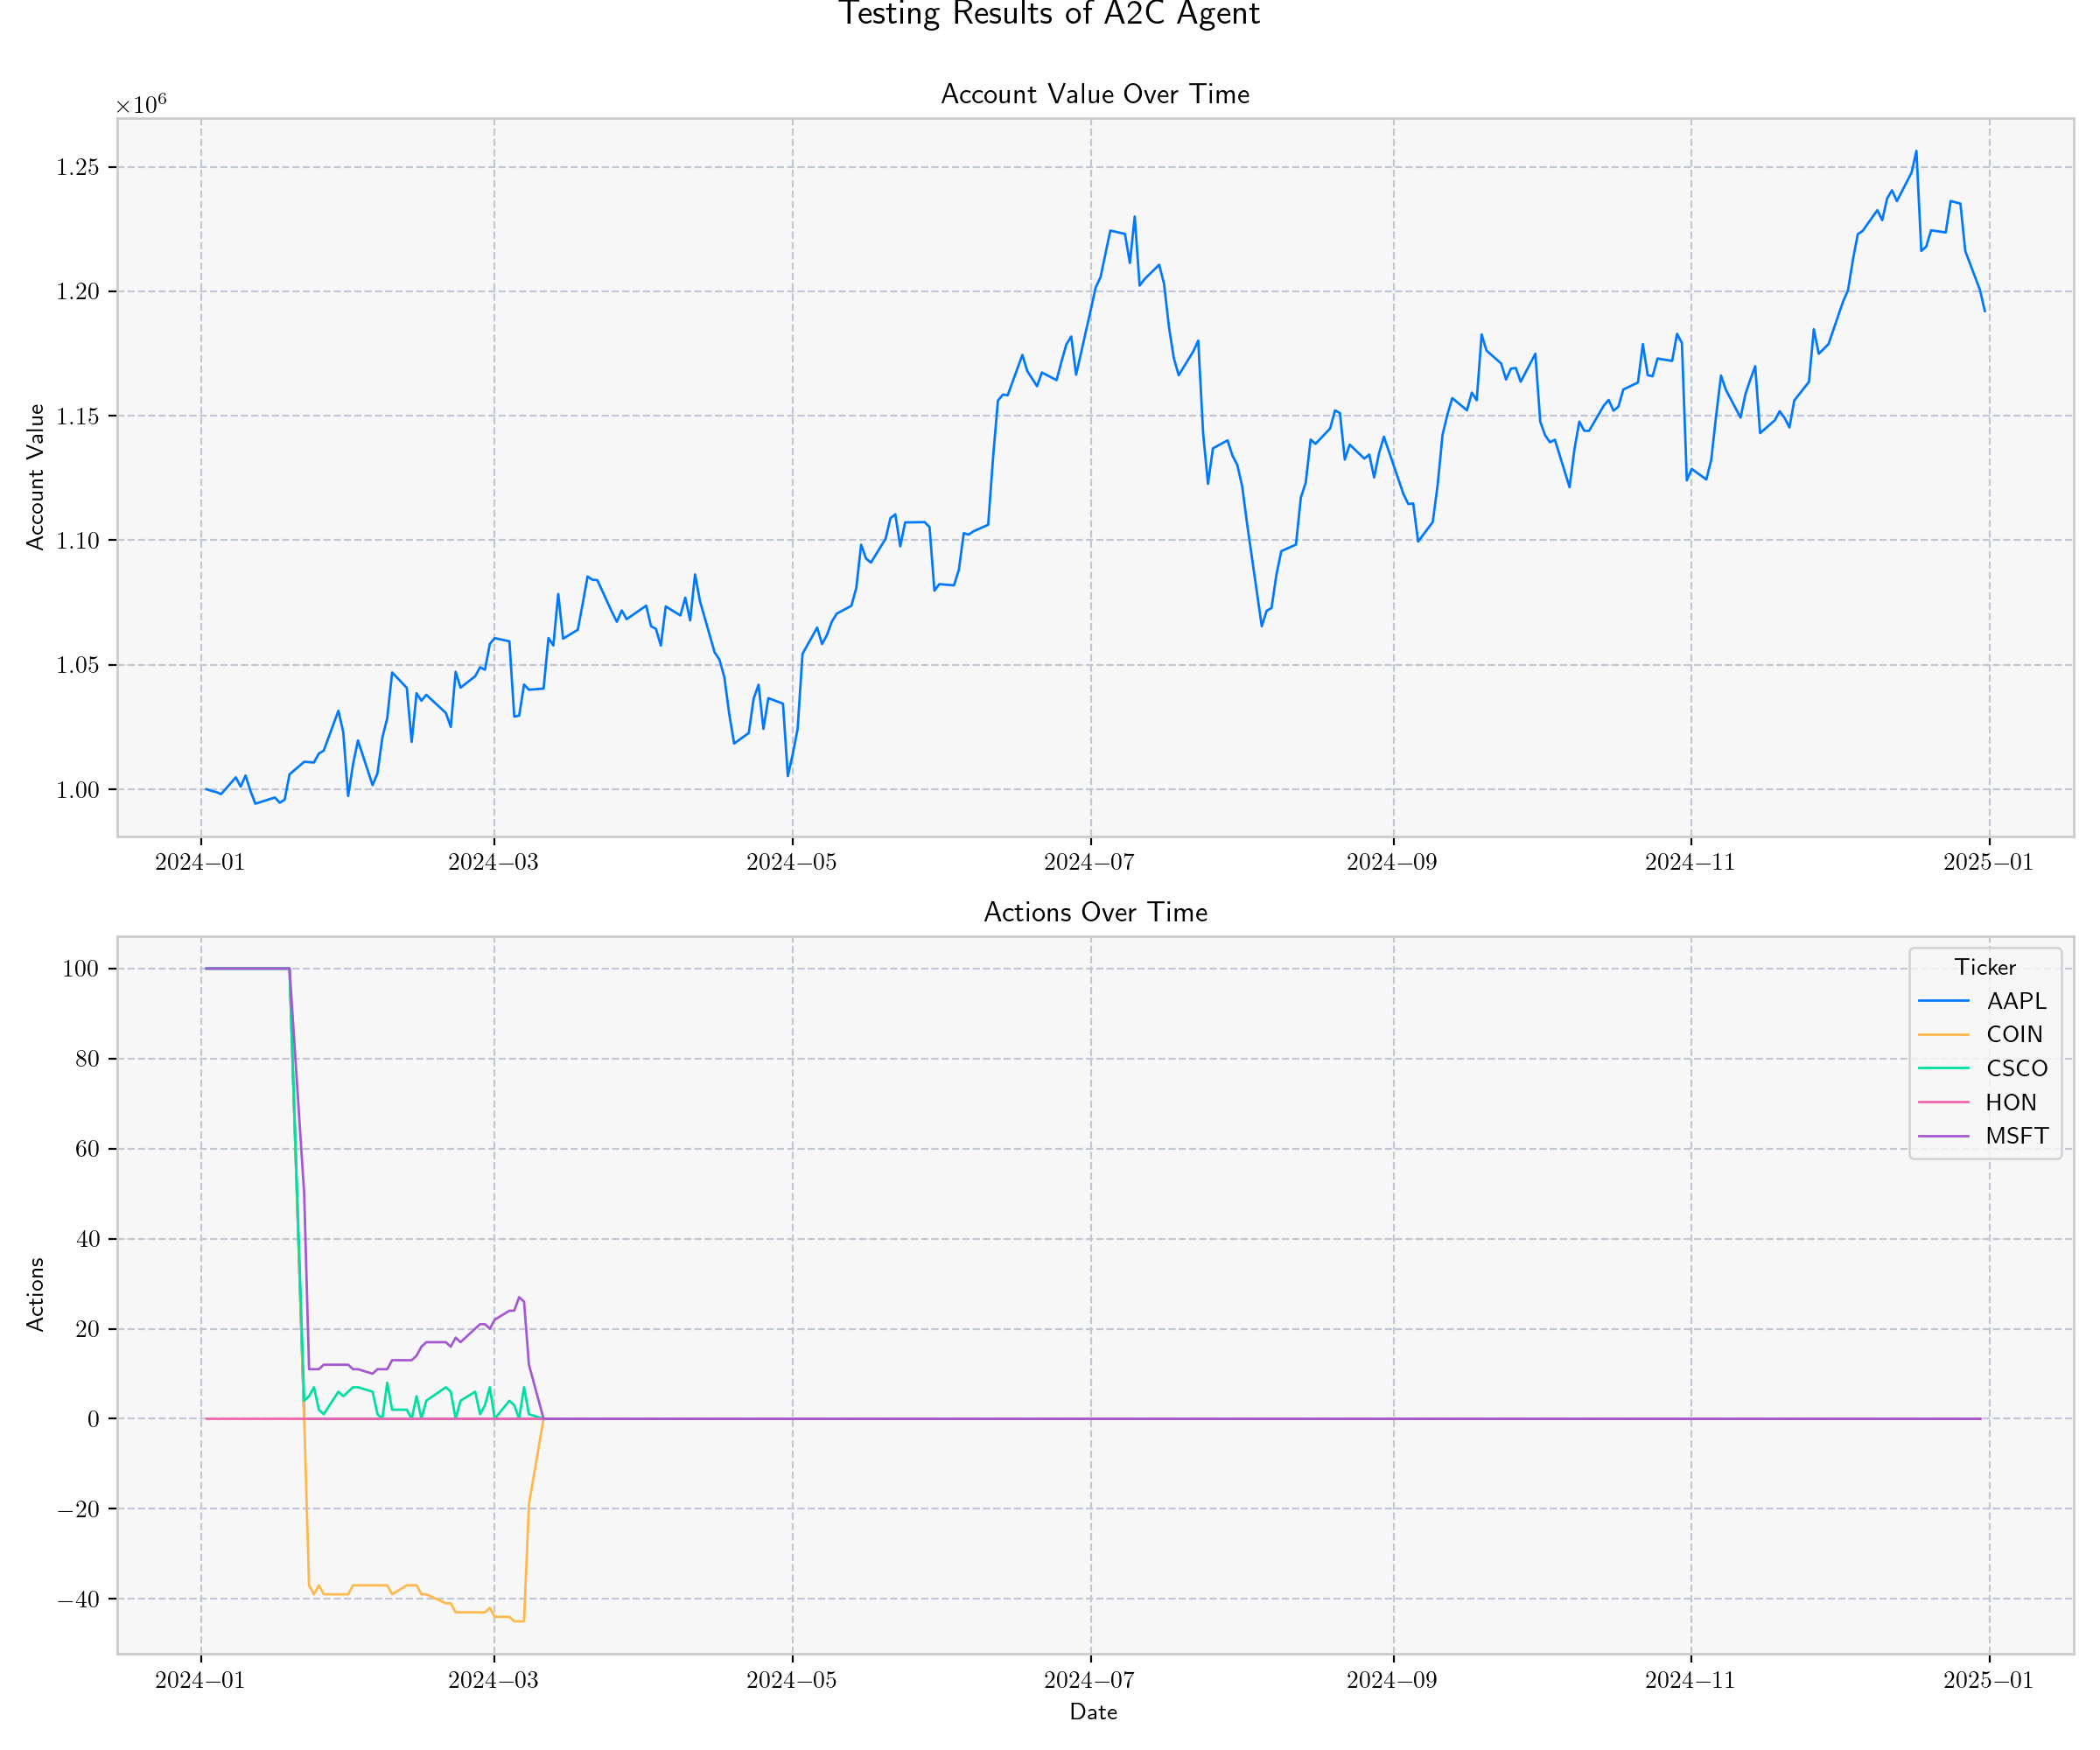 Testing Results of A2C Agent
Account Value Over Time
×10⁶
Account Value
1.25
1.20
1.15
1.10
1.05
1.00
2024–01 2024–03 2024–05 2024–07 2024–09 2024–11 2025–01
Actions Over Time
Actions
100
80
60
40
20
0
−20
−40
Ticker
AAPL
COIN
CSCO
HON
MSFT
2024–01 2024–03 2024–05 2024–07 2024–09 2024–11 2025–01
Date